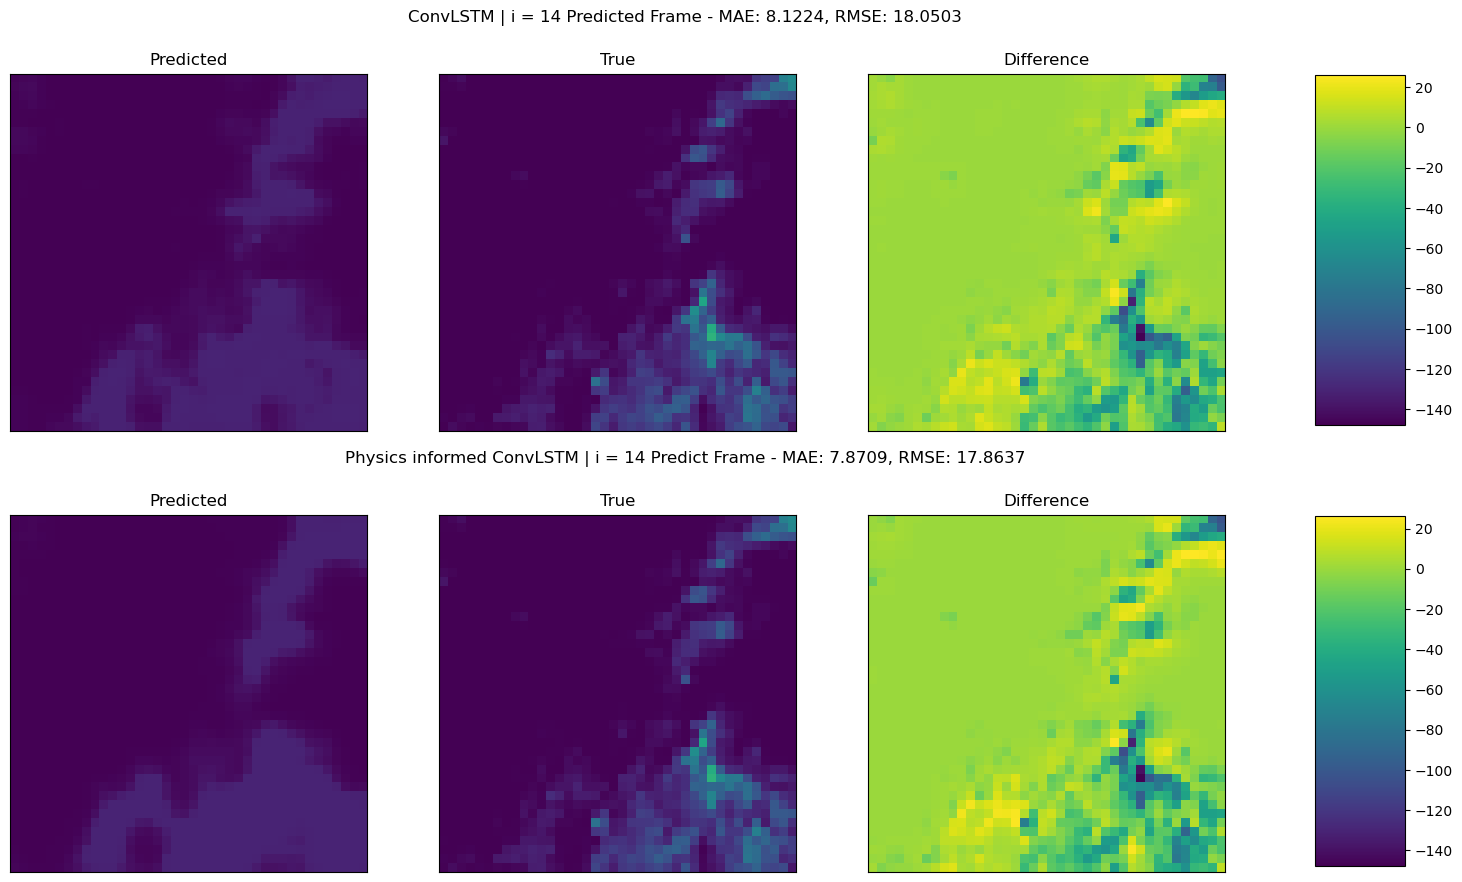 ConvLSTM | i = 14 Predicted Frame - MAE: 8.1224, RMSE: 18.0503
Predicted
True
Difference
20
0
−20
−40
−60
−80
−100
−120
−140
Physics informed ConvLSTM | i = 14 Predict Frame - MAE: 7.8709, RMSE: 17.8637
Predicted
True
Difference
20
0
−20
−40
−60
−80
−100
−120
−140